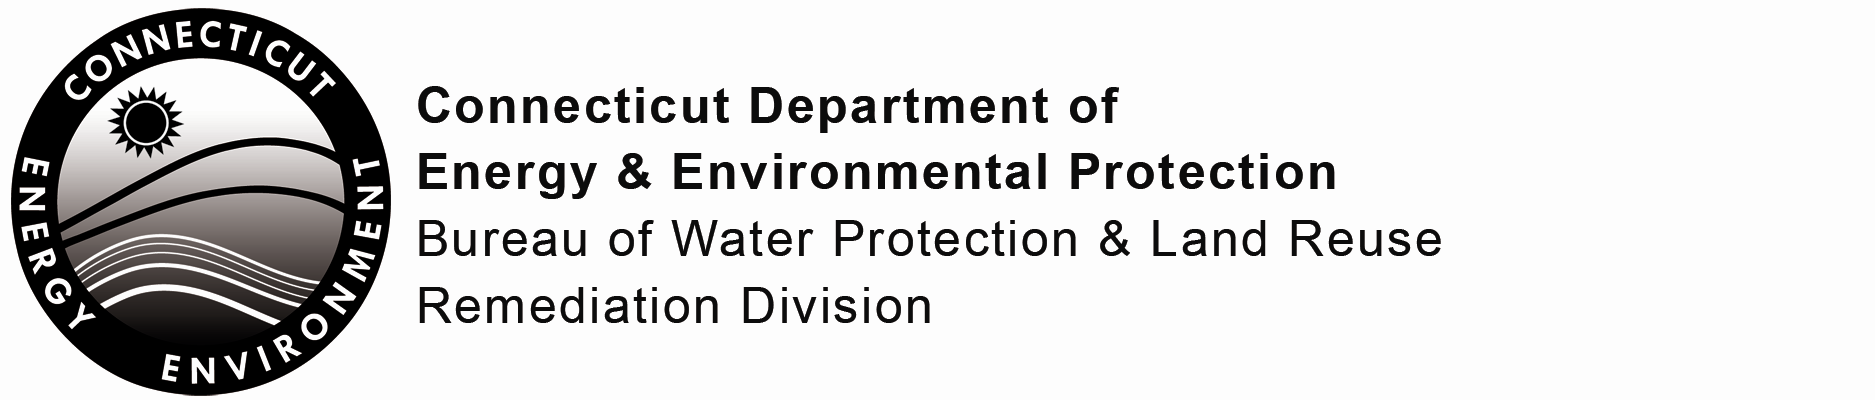 CONNECTICUT
ENERGY
ENVIRONMENT
Connecticut Department of
Energy & Environmental Protection
Bureau of Water Protection & Land Reuse
Remediation Division